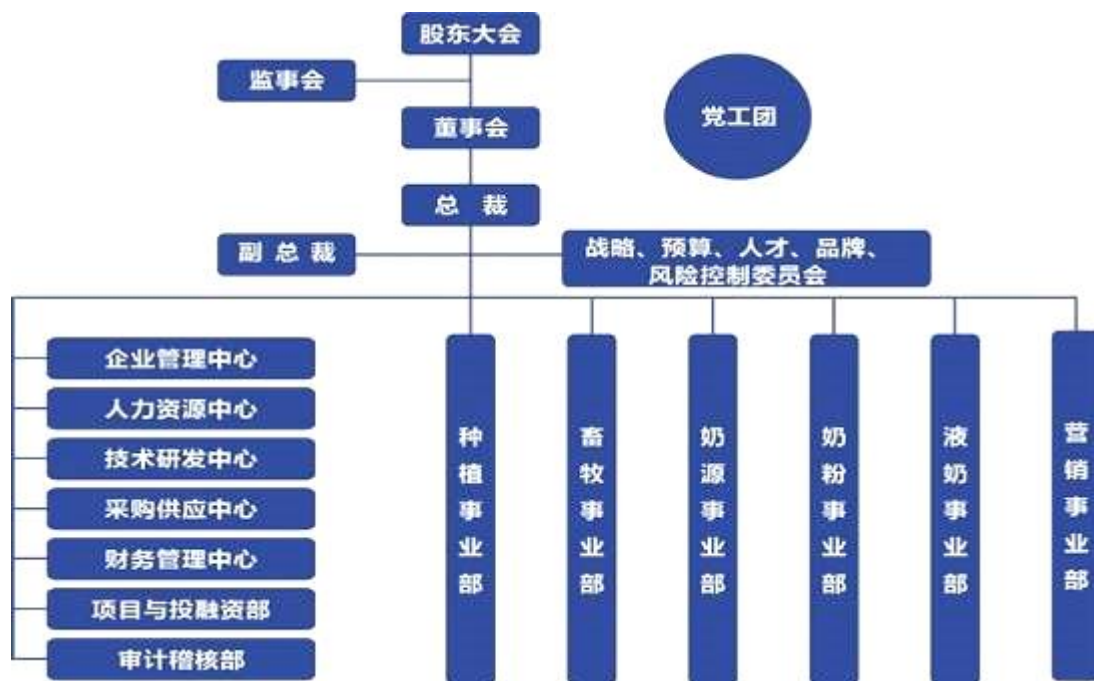 股东大会
监事会
党工团
董事会
总 裁
副 总 裁
战略、预算、人才、品牌、
风险控制委员会
企业管理中心
人力资源中心
技术研发中心
采购供应中心
财务管理中心
项目与投融资部
审计稽核部
种植事业部
畜牧事业部
奶源事业部
奶粉事业部
液奶事业部
营销事业部